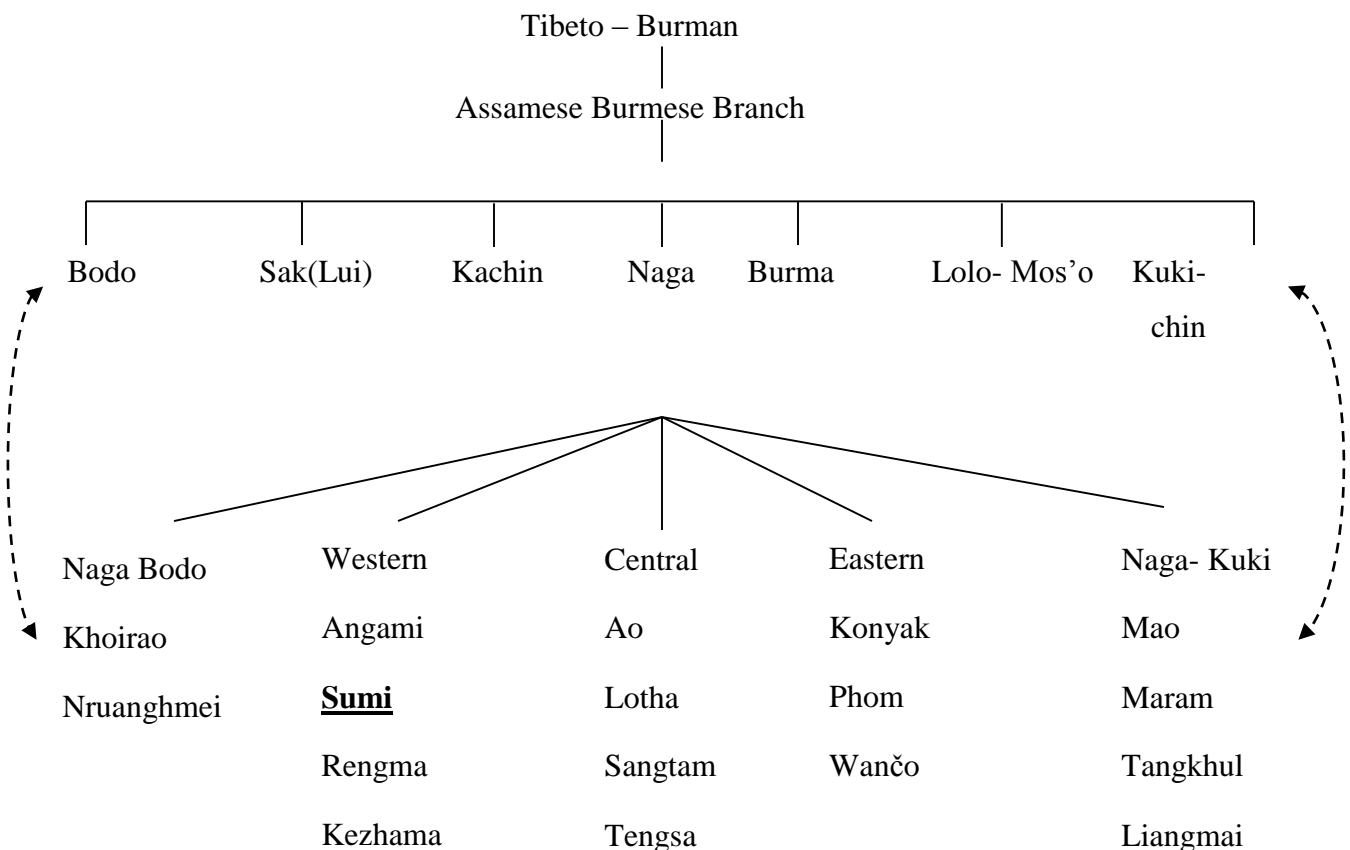 Tibeto – Burman
Assamese Burmese Branch
Bodo Sak(Lui) Kachin Naga Burma Lolo- Mos’o Kuki-
chin
Naga Bodo Western Central Eastern Naga- Kuki
Khoirao Angami Ao Konyak Mao
Nruanghmei Sumi Lotha Phom Maram
Rengma Sangtam Wančo Tangkhul
Kezhama Tengsa Liangmai